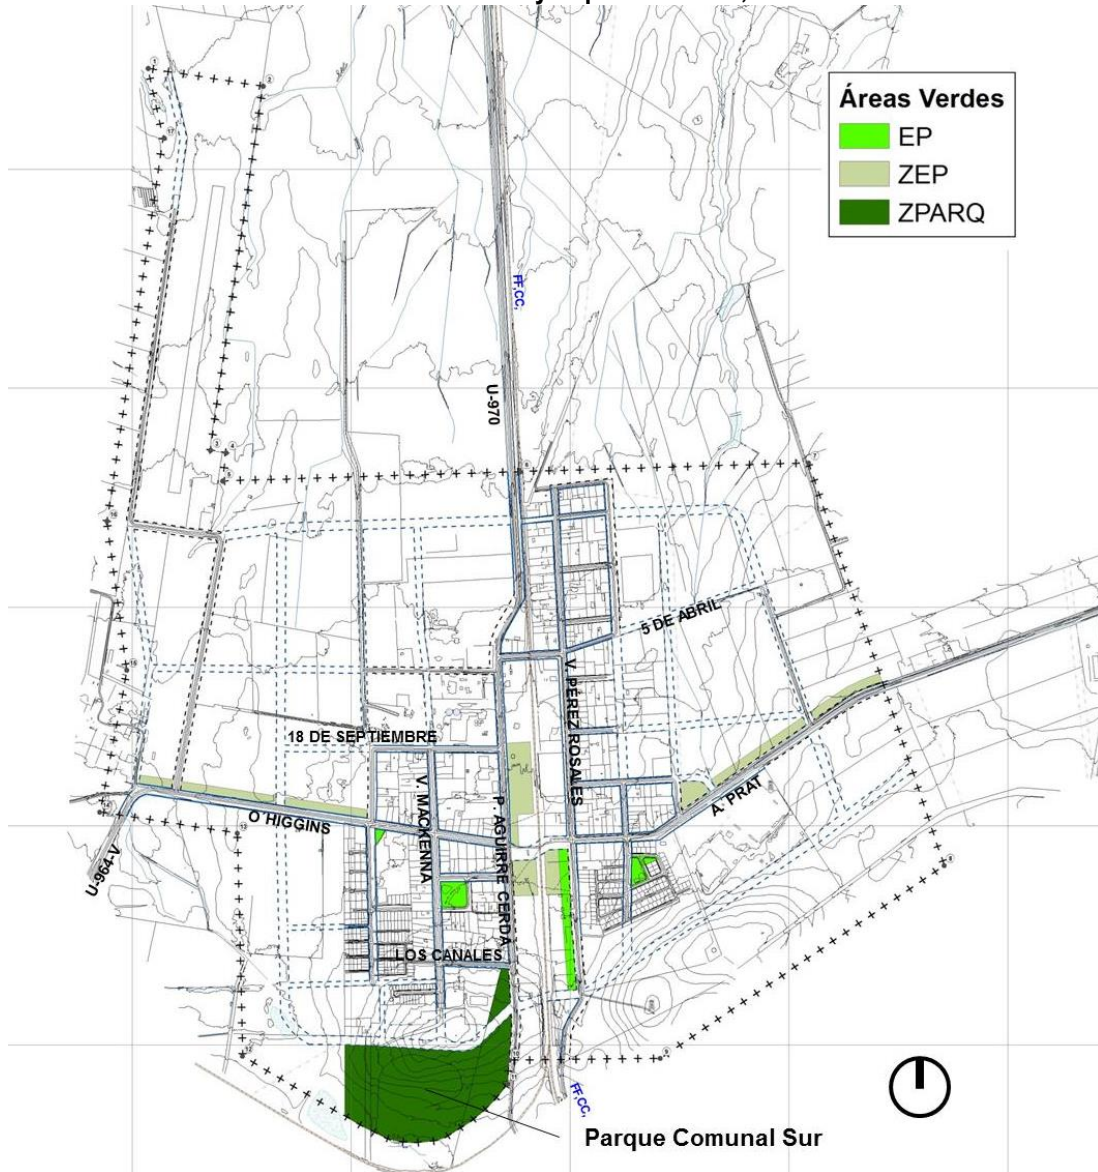 Áreas Verdes
EP
ZEP
ZPARQ
FF,CC,
U-970
5 DE ABRIL
V. PEREZ ROSALES
18 DE SEPTIEMBRE
V. MACKENNA
P. AGUIRRE CERDA
A. PRAT
O´HIGGINS
U-964-V
LOS CANALES
FF,CC,
Parque Comunal Sur